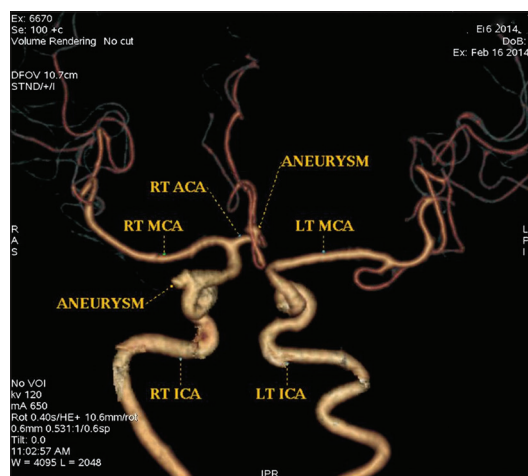 Ex: 6670
Se: 100 +c
Volume Rendering No cut
DFOV 10.7cm
STND/+/I
2014
DoB:
Ex: Feb 16 2014
ANEURYSM
RT ACA
RT MCA
LT MCA
R
A
S
L
P
I
ANEURYSM
RT ICA
LT ICA
No VOI
kv 120
mA 650
Rot 0.40s/HE+ 10.6mm/rot
0.6mm 0.531:1/0.6sp
Tilt: 0.0
11:02:57 AM
W = 4095 L = 2048
IPR